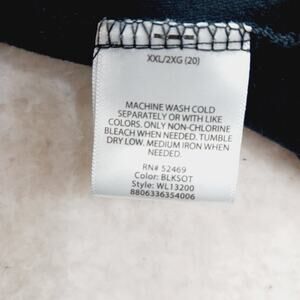 XXL/2XG (20)
MACHINE WASH COLD
SEPARATELY OR WITH LIKE
COLORS. ONLY NON-CHLORINE
BLEACH WHEN NEEDED. TUMBLE
DRY LOW. MEDIUM IRON WHEN
NEEDED.
RN# 52469
Color: BLKSOT
Style: WL13200
8806336354006